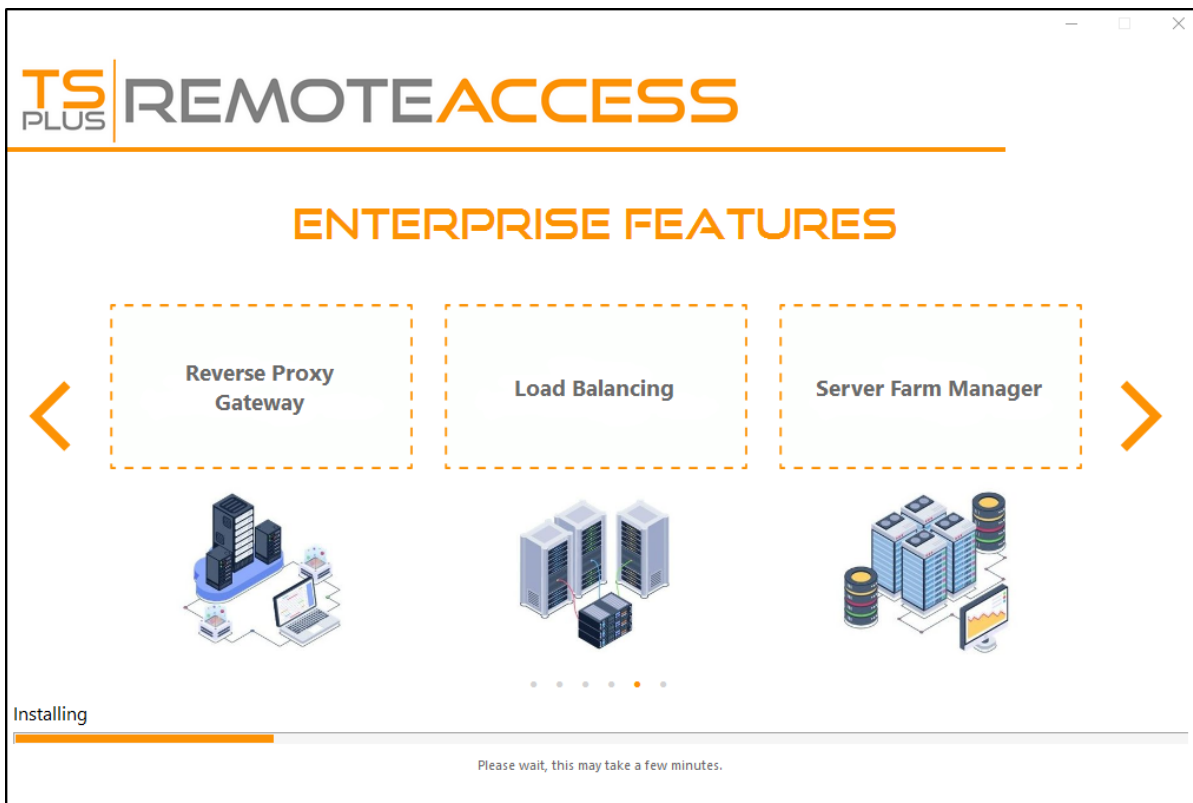 TS
PLUS
REMOTEACCESS
ENTERPRISE FEATURES
Reverse Proxy
Gateway
Load Balancing
Server Farm Manager
Installing
Please wait, this may take a few minutes.